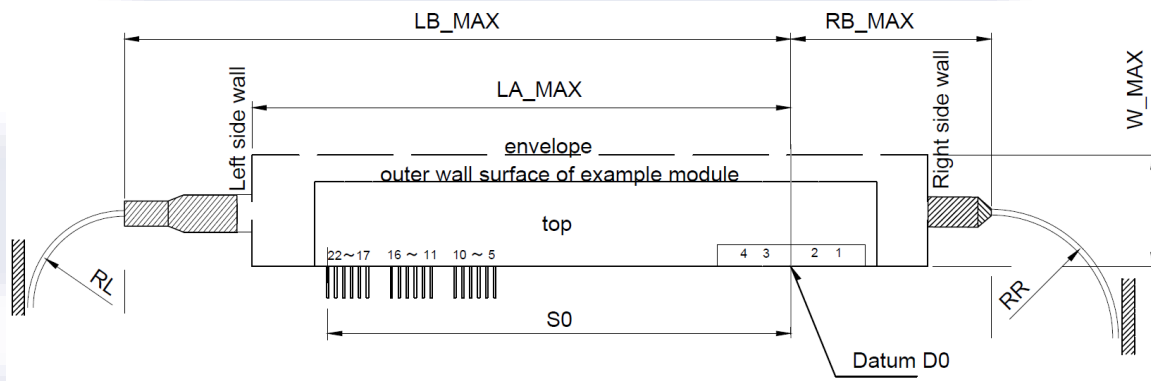 LB_MAX
RB_MAX
LA_MAX
W_MAX
Left side wall
Right side wall
envelope
outer wall surface of example module
top
22～17 16 ～ 11 10 ～ 5 4 3 2 1
RL
RR
S0
Datum D0